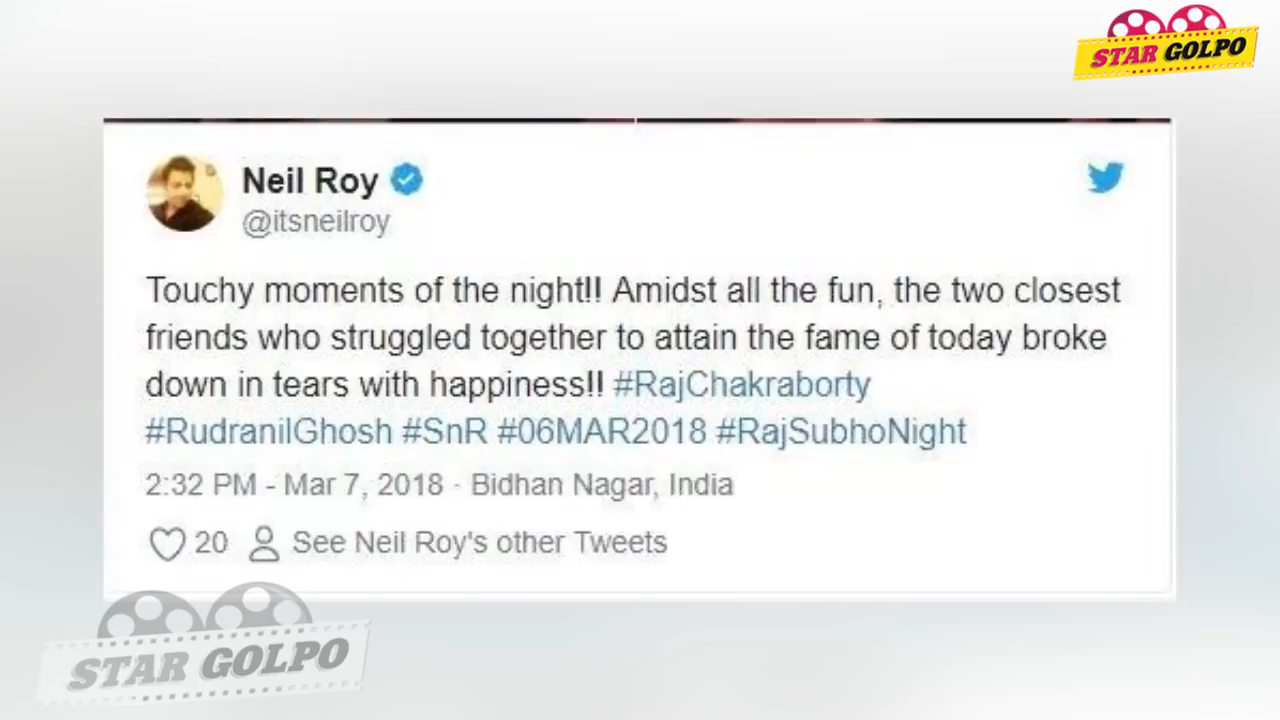 STAR GOLPO
Neil Roy
@itsneilroy
Touchy moments of the night!! Amidst all the fun, the two closest
friends who struggled together to attain the fame of today broke
down in tears with happiness!! #RajChakraborty
#RudranilGhosh #SnR #06MAR2018 #RajSubhoNight
2:32 PM - Mar 7, 2018 · Bidhan Nagar, India
20 See Neil Roy's other Tweets
STAR GOLPO